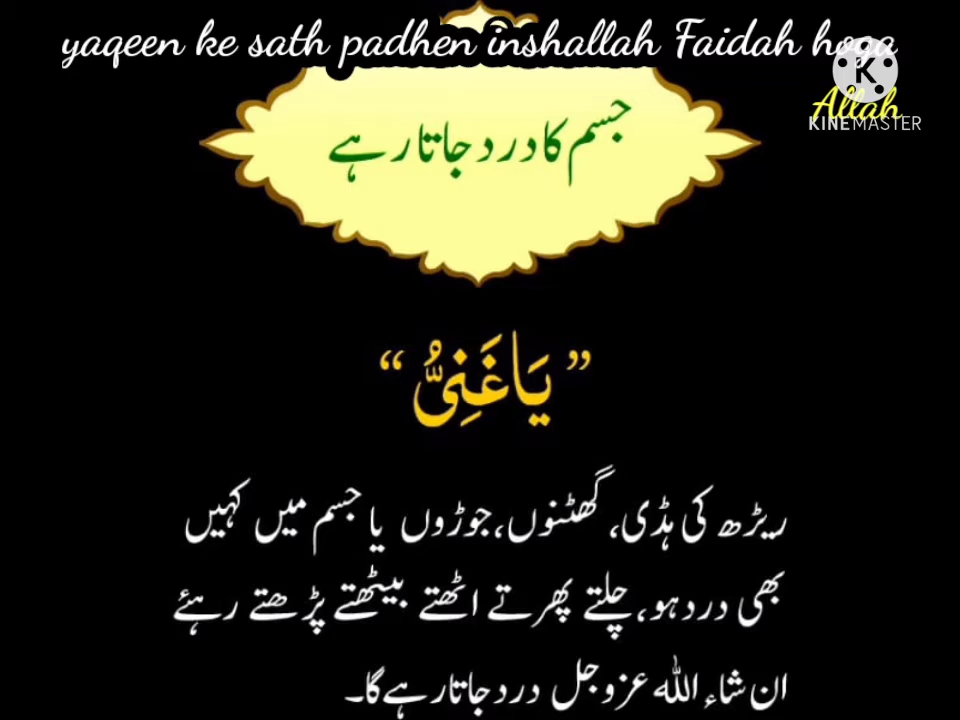 yaqeen ke sath padhen inshallah Faidah hoga
Allah
KINEMASTER
جسم کا درد جاتا رہے
”یَاغَنِیُّ“
ریڑھ کی ہڈی، گھٹنوں، جوڑوں یا جسم میں کہیں
بھی درد ہو، چلتے پھرتے اٹھتے بیٹھتے پڑھتے رہئے
ان شاء اللہ عزوجل درد جاتا رہے گا۔